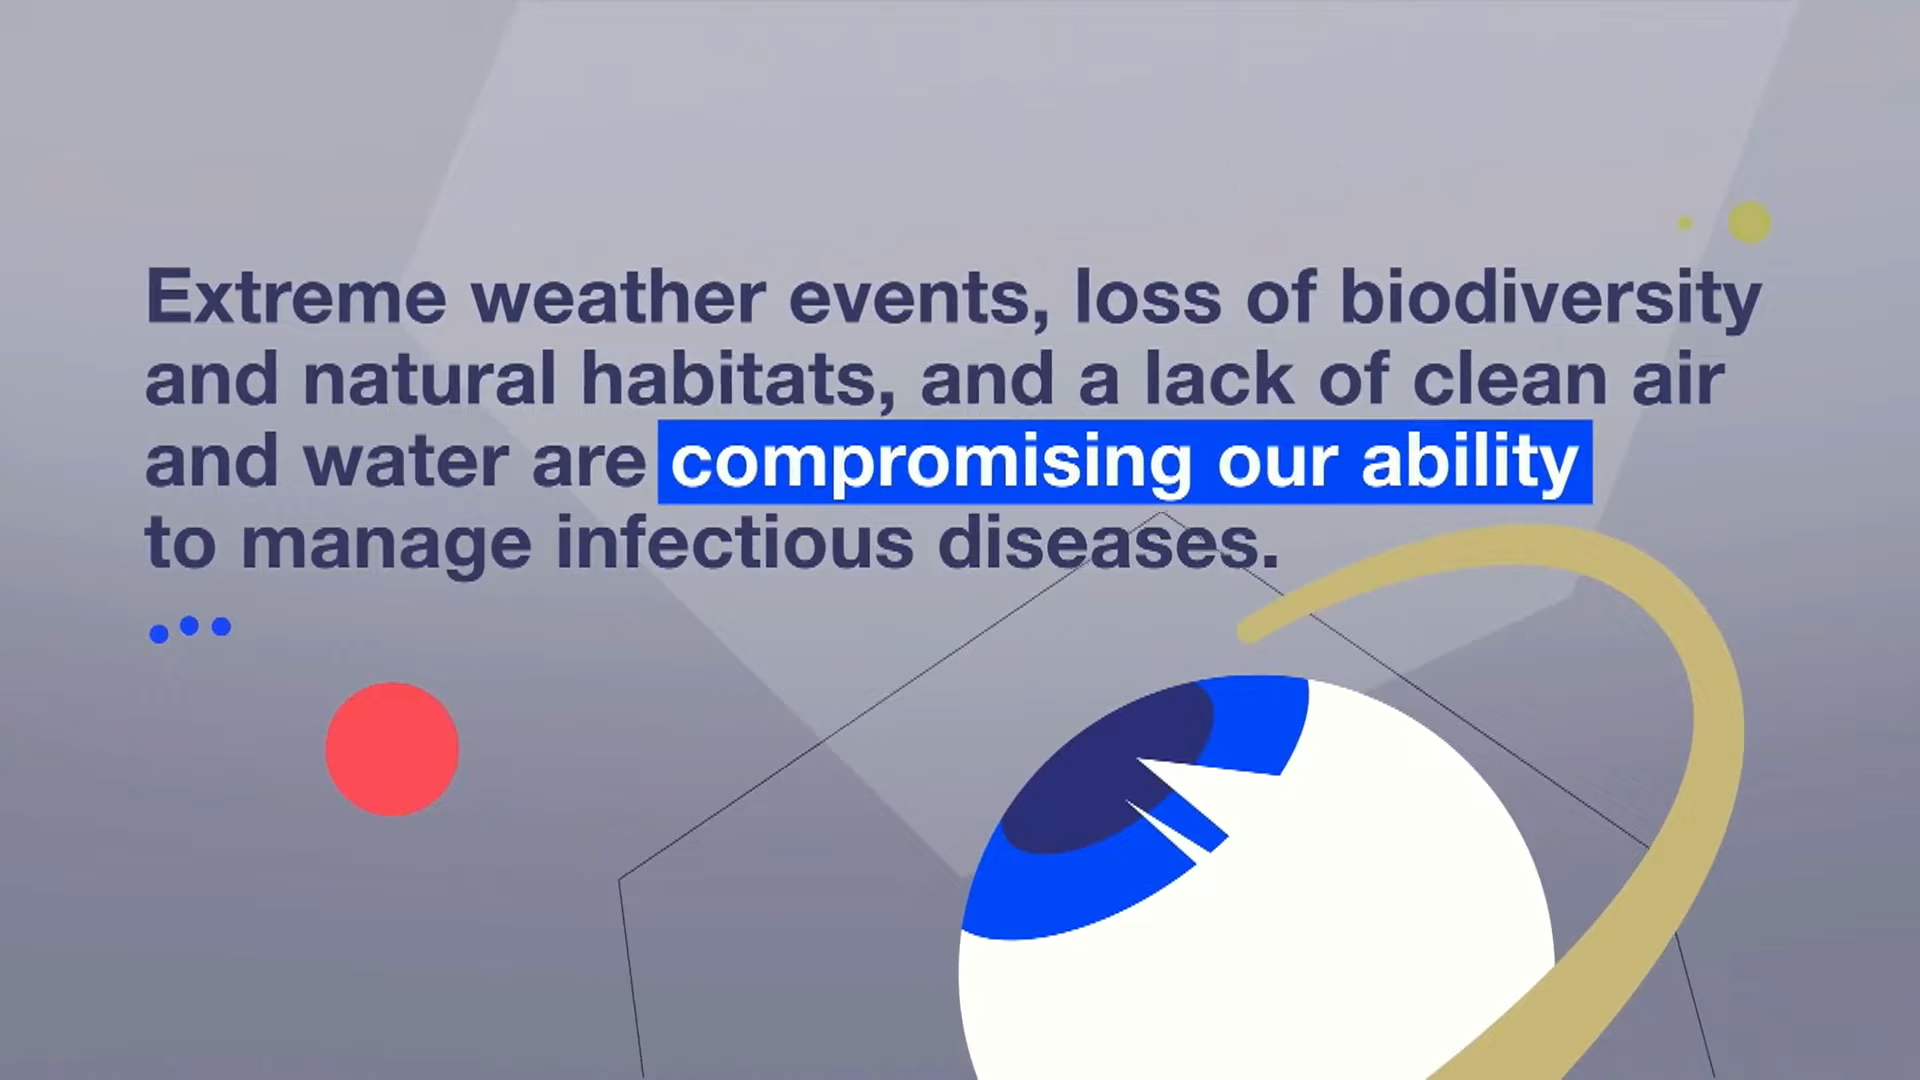 Extreme weather events, loss of biodiversity
and natural habitats, and a lack of clean air
and water are compromising our ability
to manage infectious diseases.